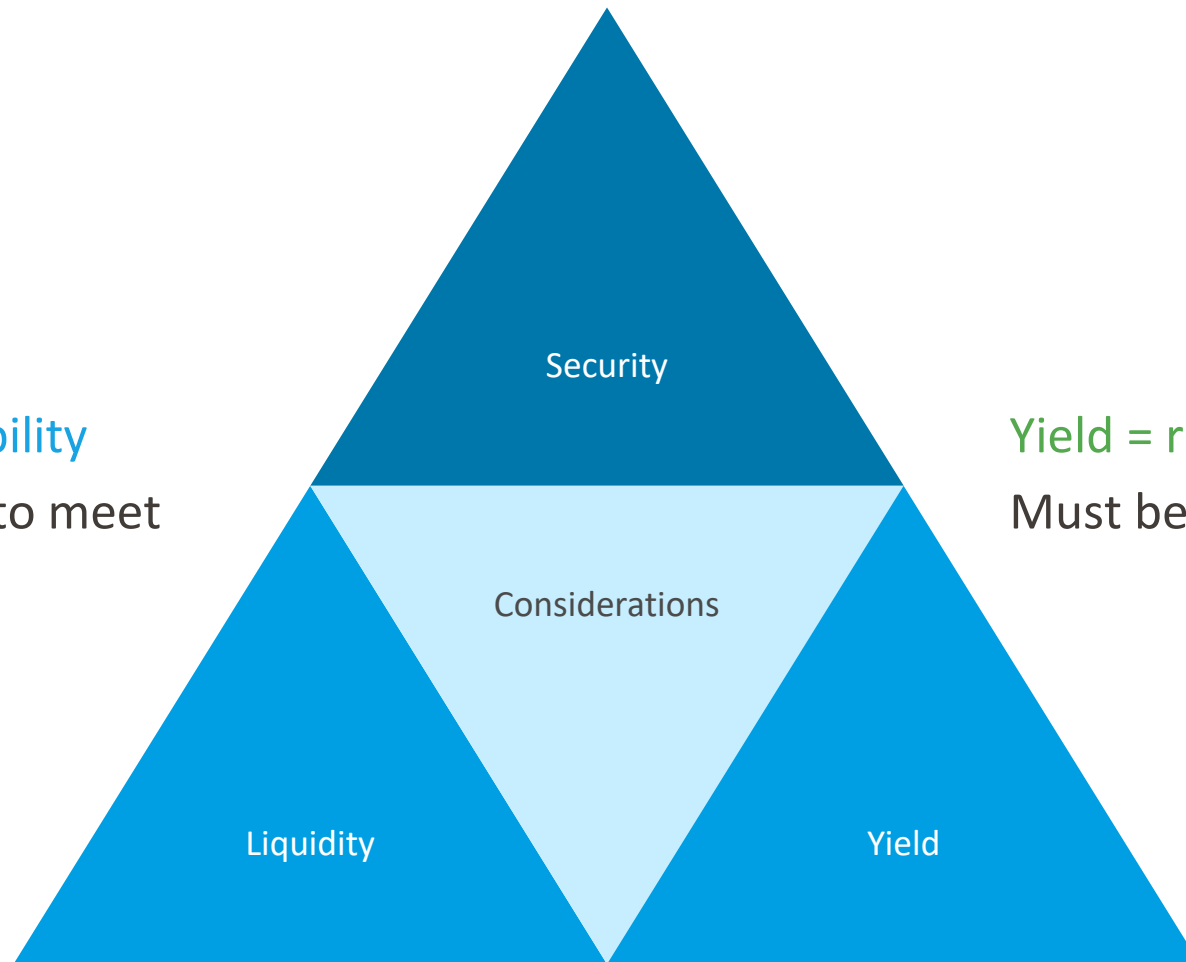 Security
bility
to meet
Yield = r
Must be
Considerations
Liquidity
Yield